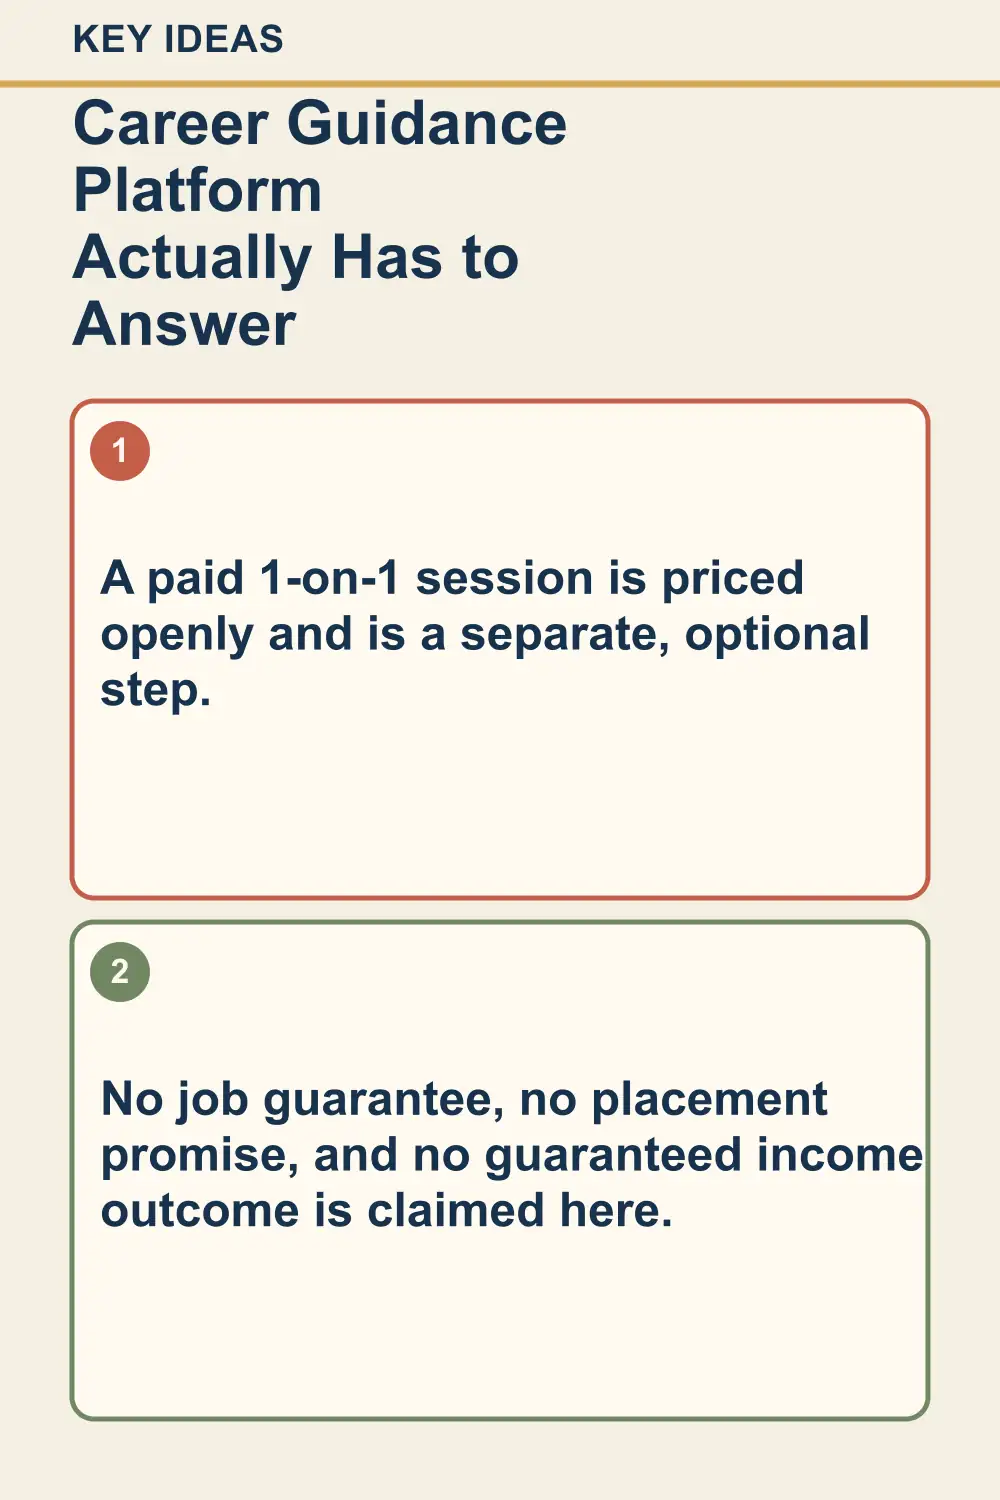 KEY IDEAS
Career Guidance
Platform
Actually Has to
Answer
1
A paid 1-on-1 session is priced
openly and is a separate, optional
step.
2
No job guarantee, no placement
promise, and no guaranteed income
outcome is claimed here.